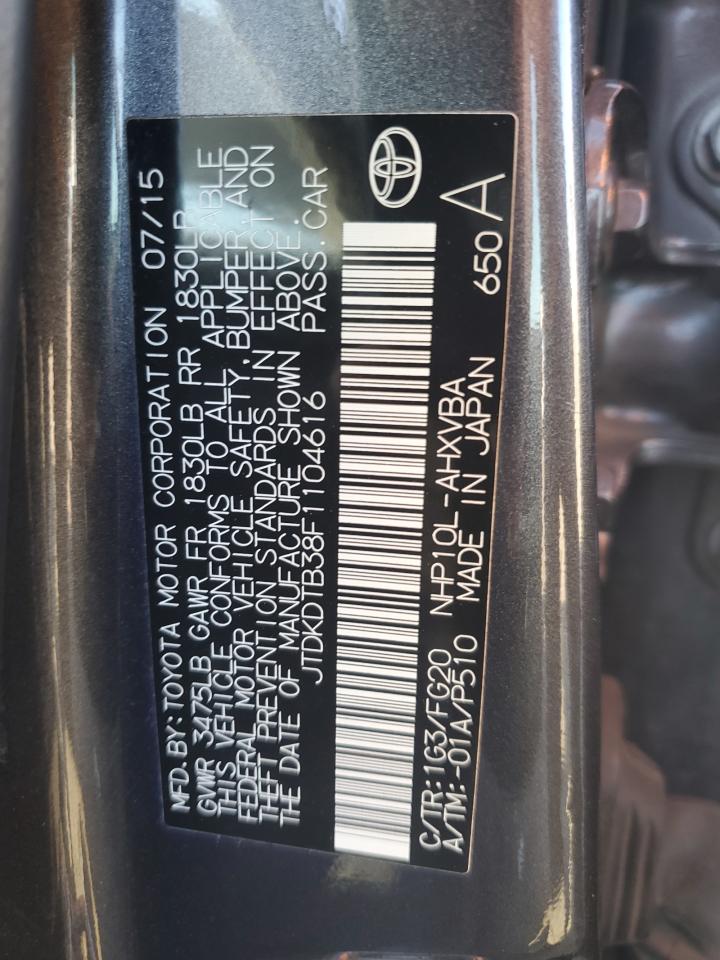 MFD. BY: TOYOTA MOTOR CORPORATION 07/15
GVWR 3475LB GAWR FR 1830LB RR 1830LB
THIS VEHICLE CONFORMS TO ALL APPLICABLE
FEDERAL MOTOR VEHICLE SAFETY, BUMPER, AND
THEFT PREVENTION STANDARDS IN EFFECT ON
THE DATE OF MANUFACTURE SHOWN ABOVE.
JTDKDTB38F1104616 PASS. CAR
C/TR: 1G3/FG20 NHP10L-AHXVBA
A/TM: -01A/P510 MADE IN JAPAN 650 A